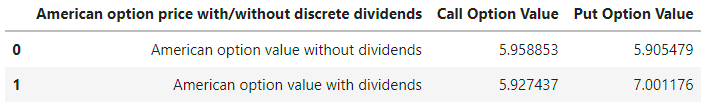 American option price with/without discrete dividends Call Option Value Put Option Value
0 American option value without dividends 5.958853 5.905479
1 American option value with dividends 5.927437 7.001176